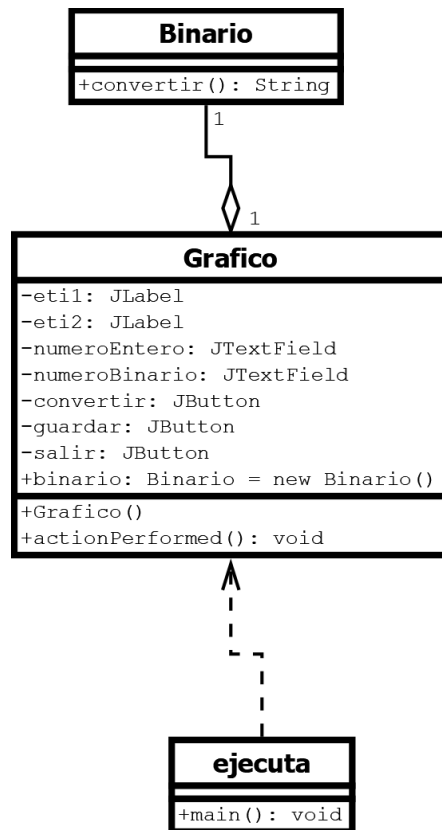 Binario
+convertir(): String
1
1
Grafico
-eti1: JLabel
-eti2: JLabel
-numeroEntero: JTextField
-numeroBinario: JTextField
-convertir: JButton
-guardar: JButton
-salir: JButton
+binario: Binario = new Binario()
+Grafico()
+actionPerformed(): void
ejecuta
+main(): void